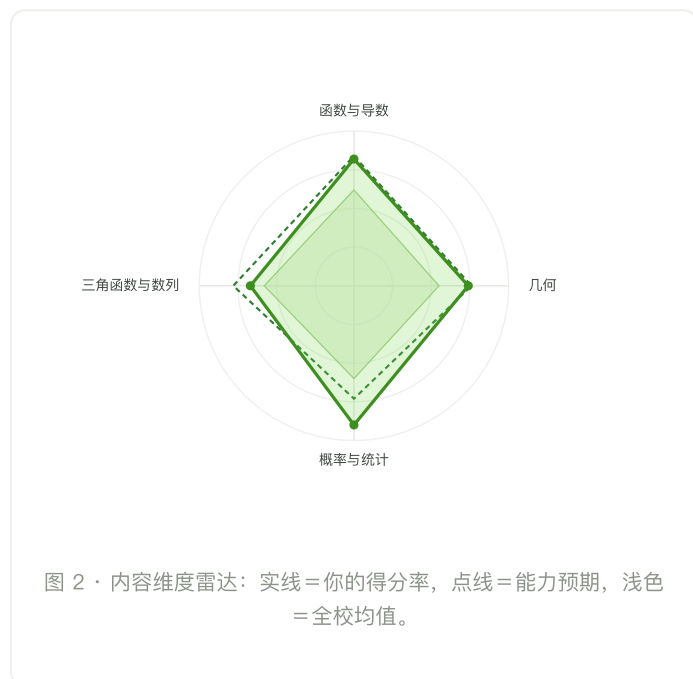 函数与导数
三角函数与数列
几何
概率与统计
图 2 · 内容维度雷达：实线＝你的得分率，点线＝能力预期，浅色
＝全校均值。